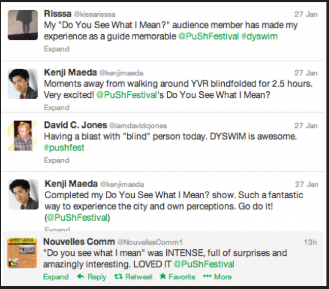 Risssa @kissarisssa 27 Jan
My "Do You See What I Mean?" audience member has made my
experience as a guide memorable @PuShFestival #dyswim
Expand
Kenji Maeda @kenjimaeda 27 Jan
Moments away from walking around YVR blindfolded for 2.5 hours.
Very excited! @PuShFestival's Do You See What I Mean?
Expand
David C. Jones @iamdavidcjones 27 Jan
Having a blast with "blind" person today. DYSWIM is awesome.
#pushfest
Expand
Kenji Maeda @kenjimaeda 27 Jan
Completed my Do You See What I Mean? show. Such a fantastic
way to experience the city and own perceptions. Go do it!
(@PuShFestival)
Expand
Nouvelles Comm @NouvellesComm1 13h
"Do you see what I mean" was INTENSE, full of surprises and
amazingly interesting. LOVED IT @PuShFestival
Expand Reply Retweet Favorite More